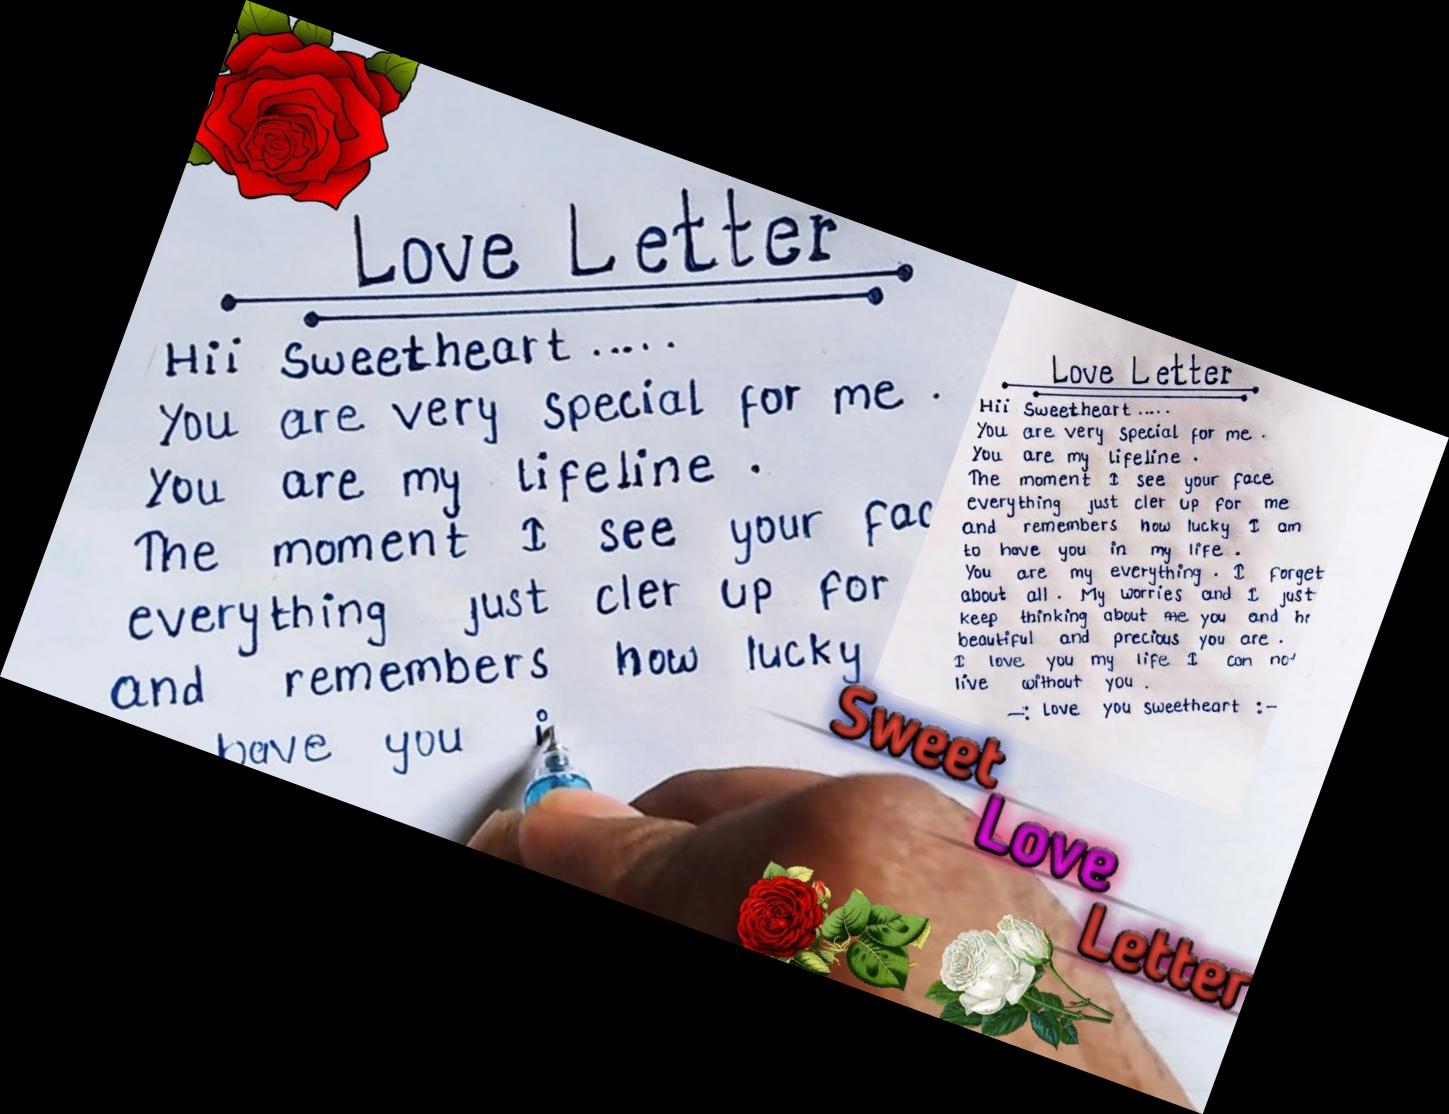 Love Letter
Hii Sweetheart .....
You are very special for me .
You are my lifeline .
The moment I see your fac
everything just cler up for
and remembers how lucky
have you i
Love Letter
Hii Sweetheart .....
You are very special for me .
You are my lifeline .
The moment I see your face
everything just cler up for me
and remembers how lucky I am
to have you in my life .
You are my everything . I forget
about all . My worries and I just
keep thinking about me you and
beautiful and precious you are .
I love you my life I can not
live without you .
—: love you sweetheart :-
Sweet
Love
Letter